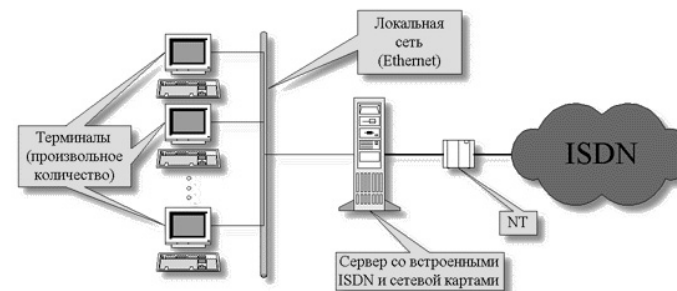 Локальная
сеть
(Ethernet)
Терминалы
(произвольное
количество)
ISDN
NT
Сервер со встроенными
ISDN и сетевой картами